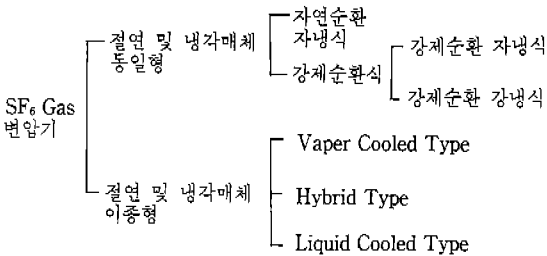 SF₆ Gas
변압기
절연 및 냉각매체
동일형
자연순환
자냉식
강제순환식
강제순환 자냉식
강제순환 강냉식
절연 및 냉각매체
이종형
Vaper Cooled Type
Hybrid Type
Liquid Cooled Type